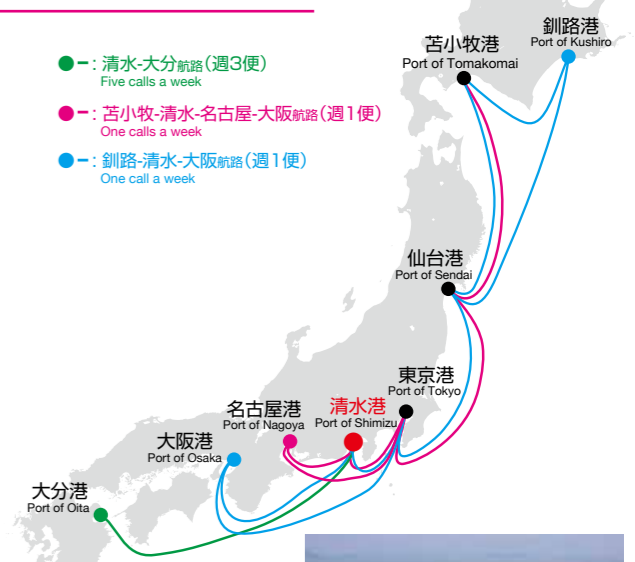 ●-：清水-大分航路（週3便）
Five calls a week
●-：苫小牧-清水-名古屋-大阪航路（週1便）
One calls a week
●-：釧路-清水-大阪航路（週1便）
One call a week
釧路港
Port of Kushiro
苫小牧港
Port of Tomakomai
仙台港
Port of Sendai
東京港
Port of Tokyo
清水港
Port of Shimizu
名古屋港
Port of Nagoya
大阪港
Port of Osaka
大分港
Port of Oita